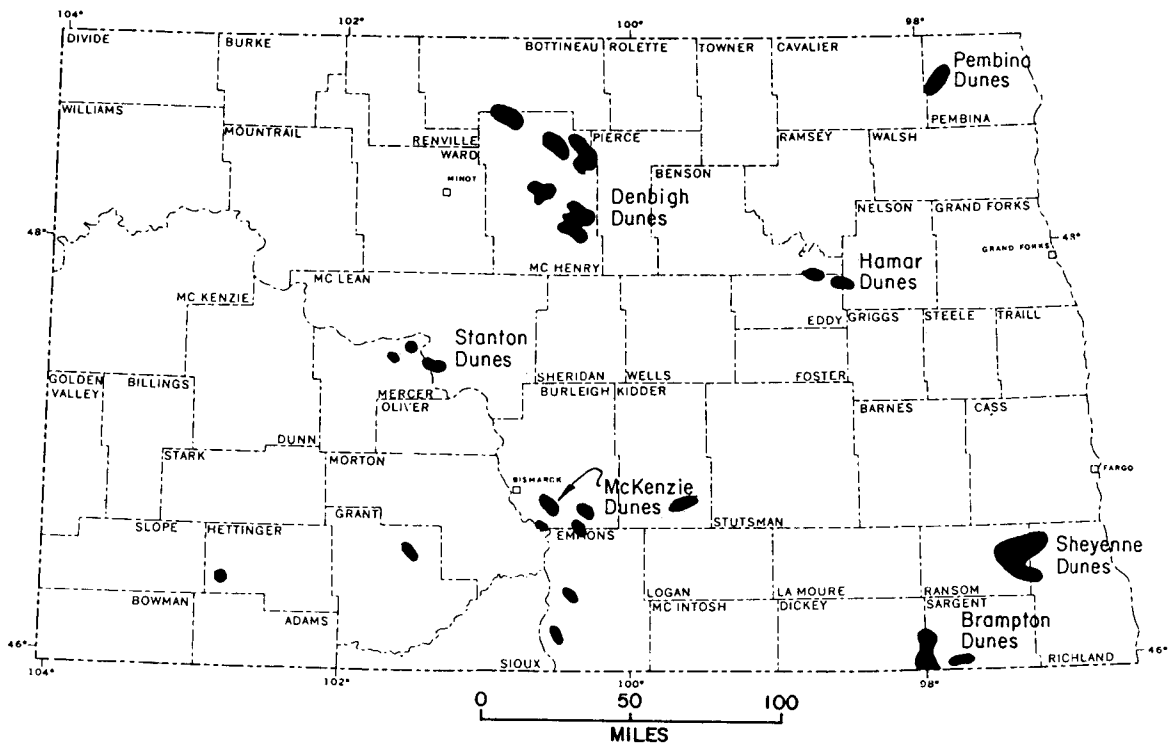 104°
102°
100°
98°
DIVIDE
BURKE
BOTTINEAU
ROLETTE
TOWNER
CAVALIER
Pembina
Dunes
WILLIAMS
MOUNTRAIL
RENVILLE
WARD
PIERCE
RAMSEY
WALSH
PEMBINA
MINOT
BENSON
Denbigh
Dunes
NELSON
GRAND FORKS
48°
48°
GRAND FORKS
Hamar
Dunes
MC HENRY
MC LEAN
MC KENZIE
EDDY
GRIGGS
STEELE
TRAILL
Stanton
Dunes
GOLDEN
VALLEY
BILLINGS
MERCER
OLIVER
SHERIDAN
WELLS
FOSTER
BURLEIGH
KIDDER
BARNES
CASS
DUNN
STARK
MORTON
BISMARCK
McKenzie
Dunes
FARGO
STUTSMAN
SLOPE
HETTINGER
GRANT
EMMONS
Sheyenne
Dunes
LOGAN
LA MOURE
RANSOM
BOWMAN
ADAMS
MC INTOSH
DICKEY
SARGENT
Brampton
Dunes
46°
46°
SIOUX
RICHLAND
104°
102°
100°
98°
0
50
100
MILES